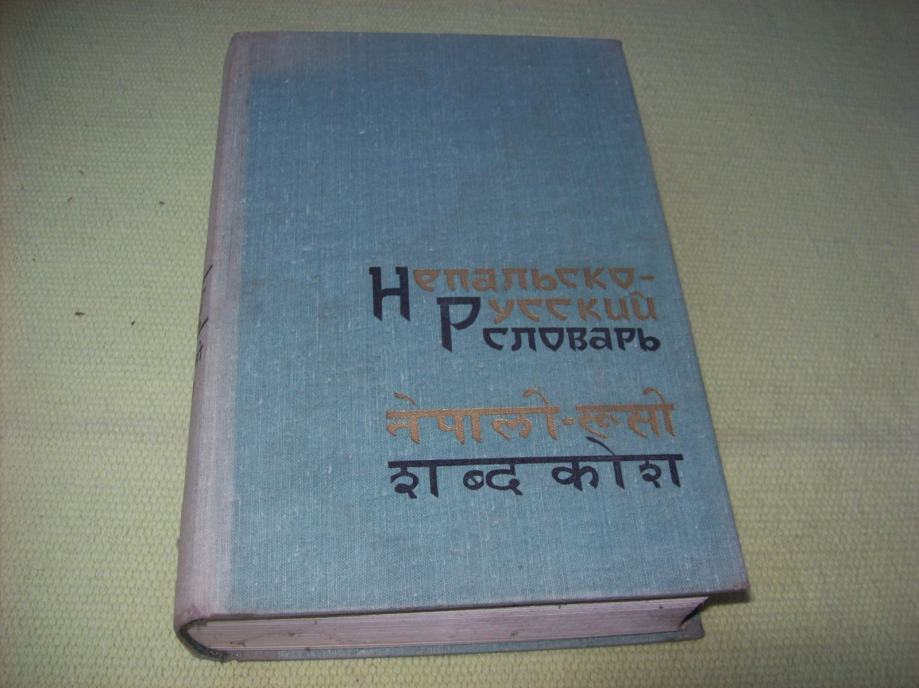 Непальско-
Русский
словарь
नेपाली-रूसी
शब्द कोश